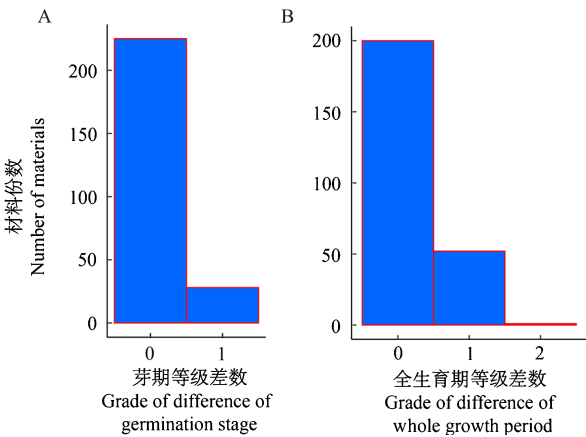 A
B
材料份数
Number of materials
200
150
100
50
0
0
1
芽期等级差数
Grade of difference of
germination stage
200
150
100
50
0
0
1
2
全生育期等级差数
Grade of difference of
whole growth period